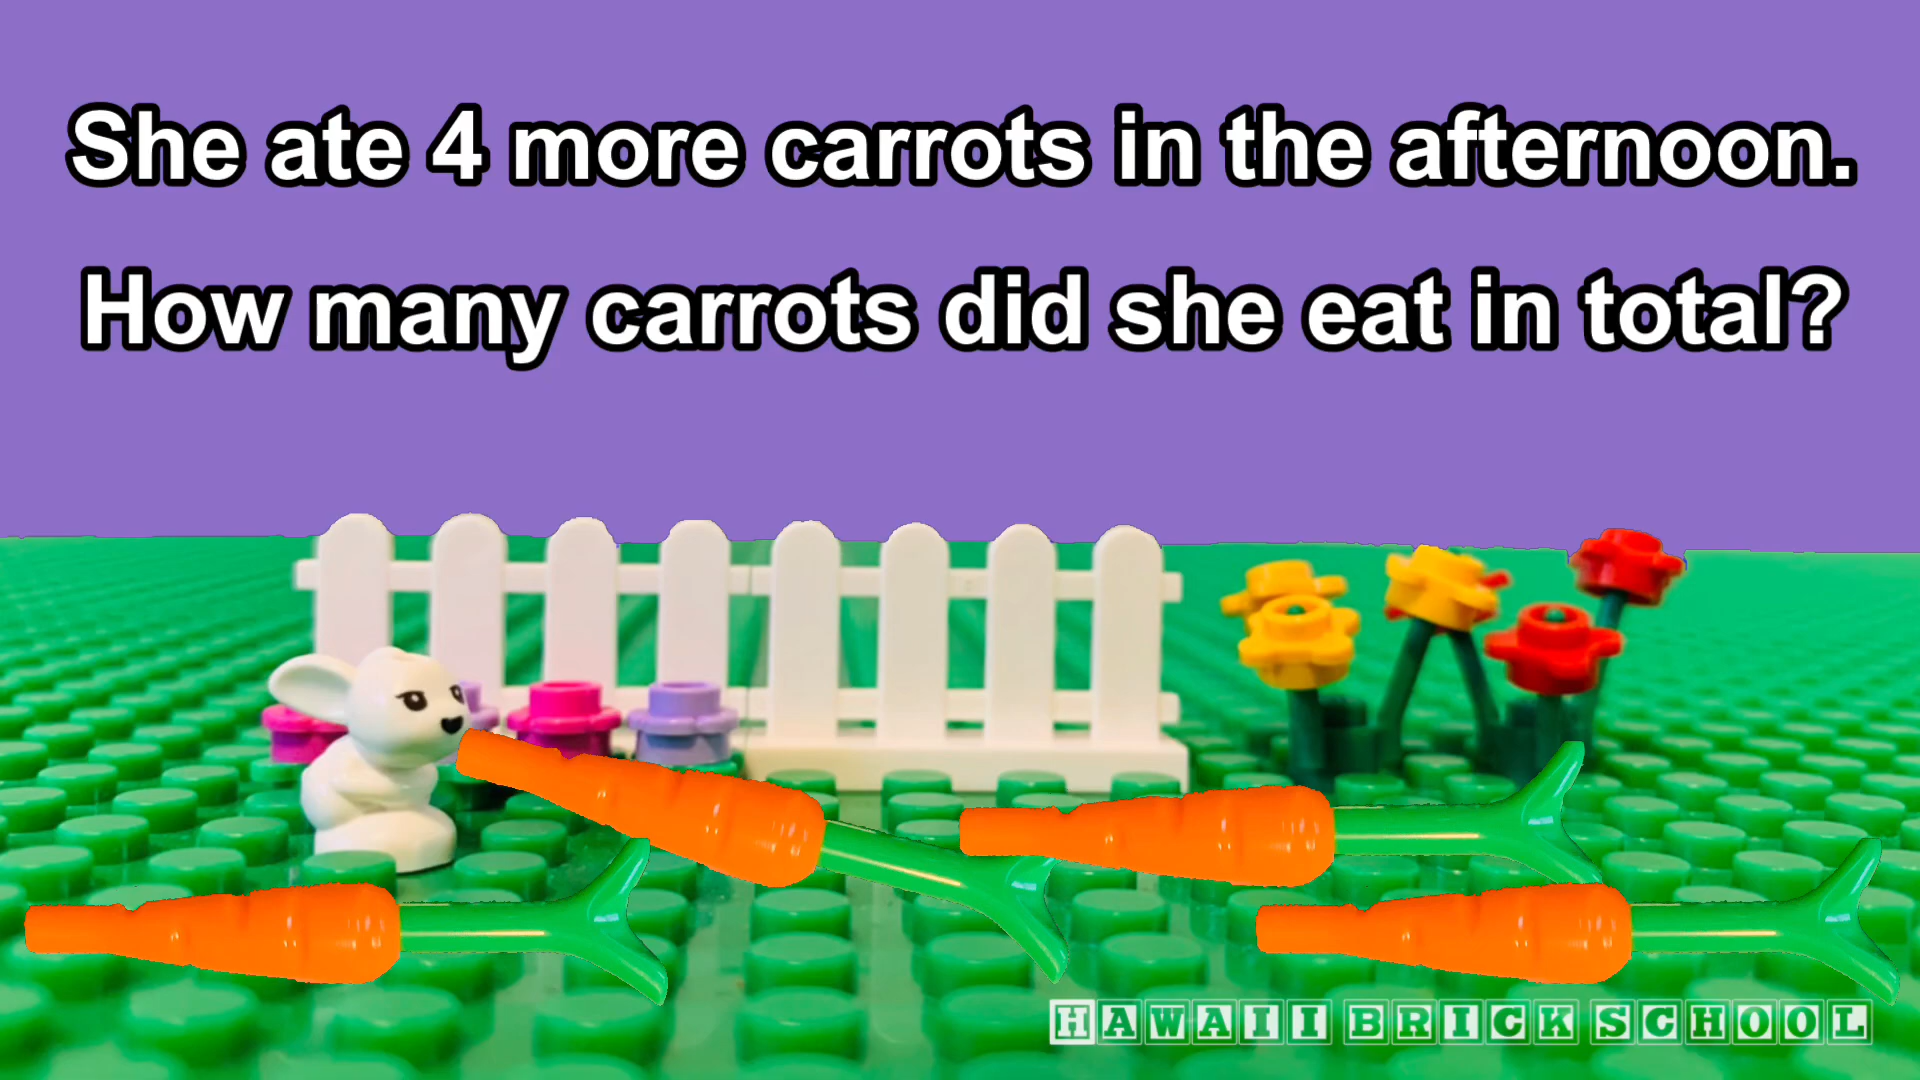 She ate 4 more carrots in the afternoon.
How many carrots did she eat in total?
HAWAII BRICK SCHOOL